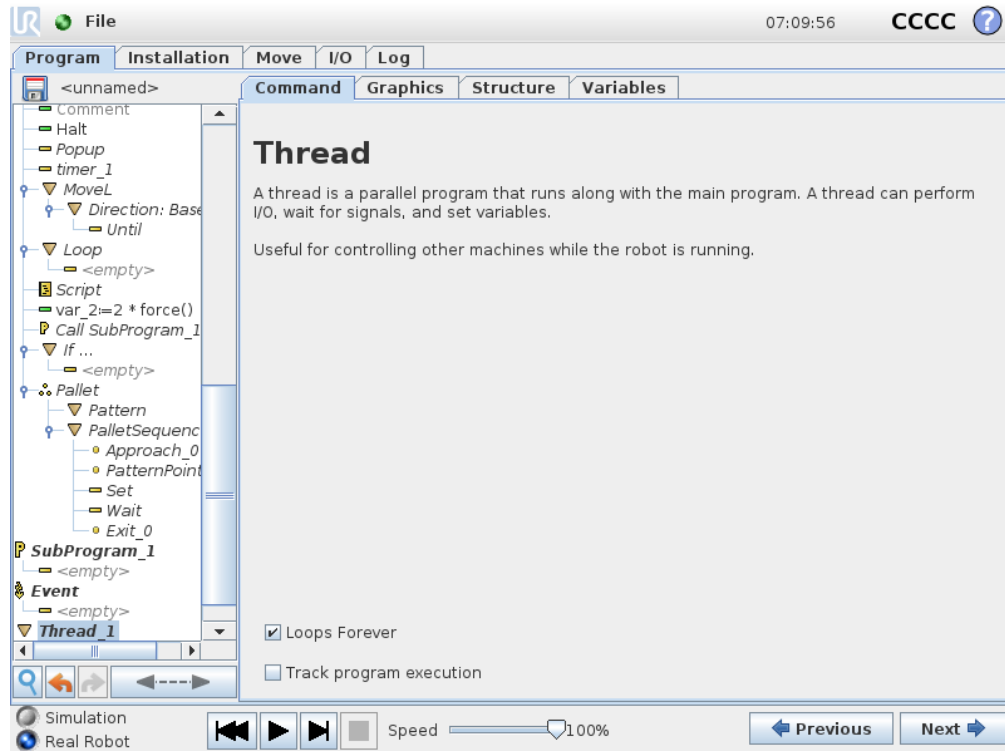 UR File 07:09:56 CCCC ?
Program Installation Move I/O Log
<unnamed> Command Graphics Structure Variables
Comment
Halt
Popup
timer_1
MoveL
Direction: Base
Until
Loop
<empty>
Script
var_2:=2 * force()
Call SubProgram_1
If ...
<empty>
Pallet
Pattern
PalletSequenc
Approach_0
PatternPoint
Set
Wait
Exit_0
SubProgram_1
<empty>
Event
<empty>
Thread_1
Thread
A thread is a parallel program that runs along with the main program. A thread can perform
I/O, wait for signals, and set variables.
Useful for controlling other machines while the robot is running.
Loops Forever
Track program execution
Simulation
Real Robot
Speed 100%
Previous Next